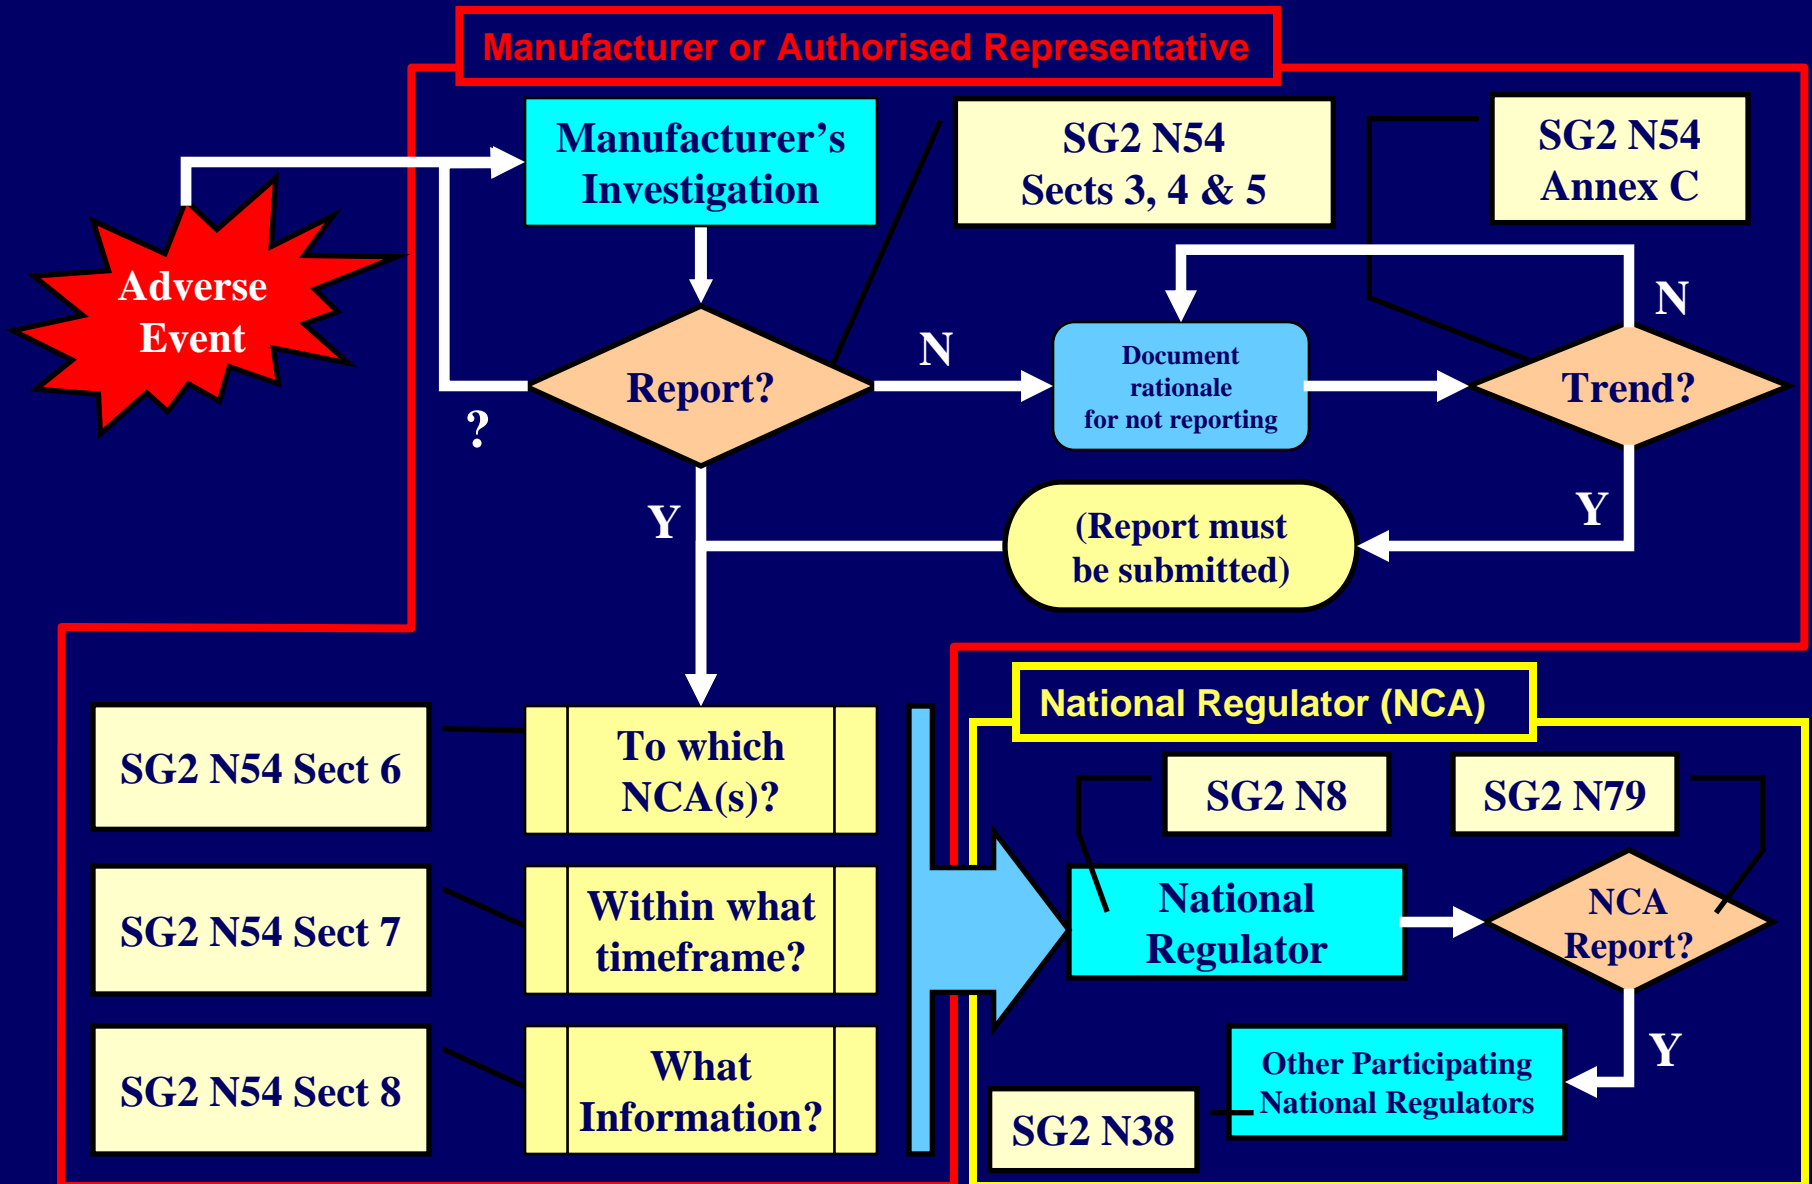 Manufacturer or Authorised Representative
Manufacturer's
Investigation
SG2 N54
Sects 3, 4 & 5
SG2 N54
Annex C
Adverse
Event
Report?
?
N
Document
rationale
for not reporting
Trend?
N
Y
Y
(Report must
be submitted)
SG2 N54 Sect 6
To which
NCA(s)?
SG2 N54 Sect 7
Within what
timeframe?
SG2 N54 Sect 8
What
Information?
National Regulator (NCA)
SG2 N8
SG2 N79
National
Regulator
NCA
Report?
Y
Other Participating
National Regulators
SG2 N38